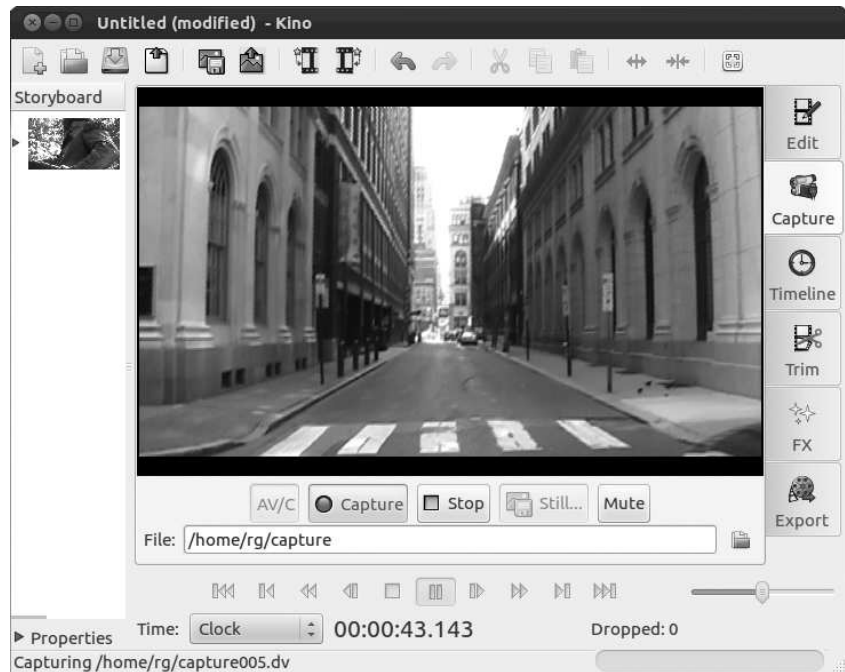 Untitled (modified) - Kino
Storyboard
Edit
Capture
Timeline
Trim
FX
Export
AV/C
Capture
Stop
Still...
Mute
File: /home/rg/capture
Time: Clock 00:00:43.143 Dropped: 0
Properties
Capturing /home/rg/capture005.dv